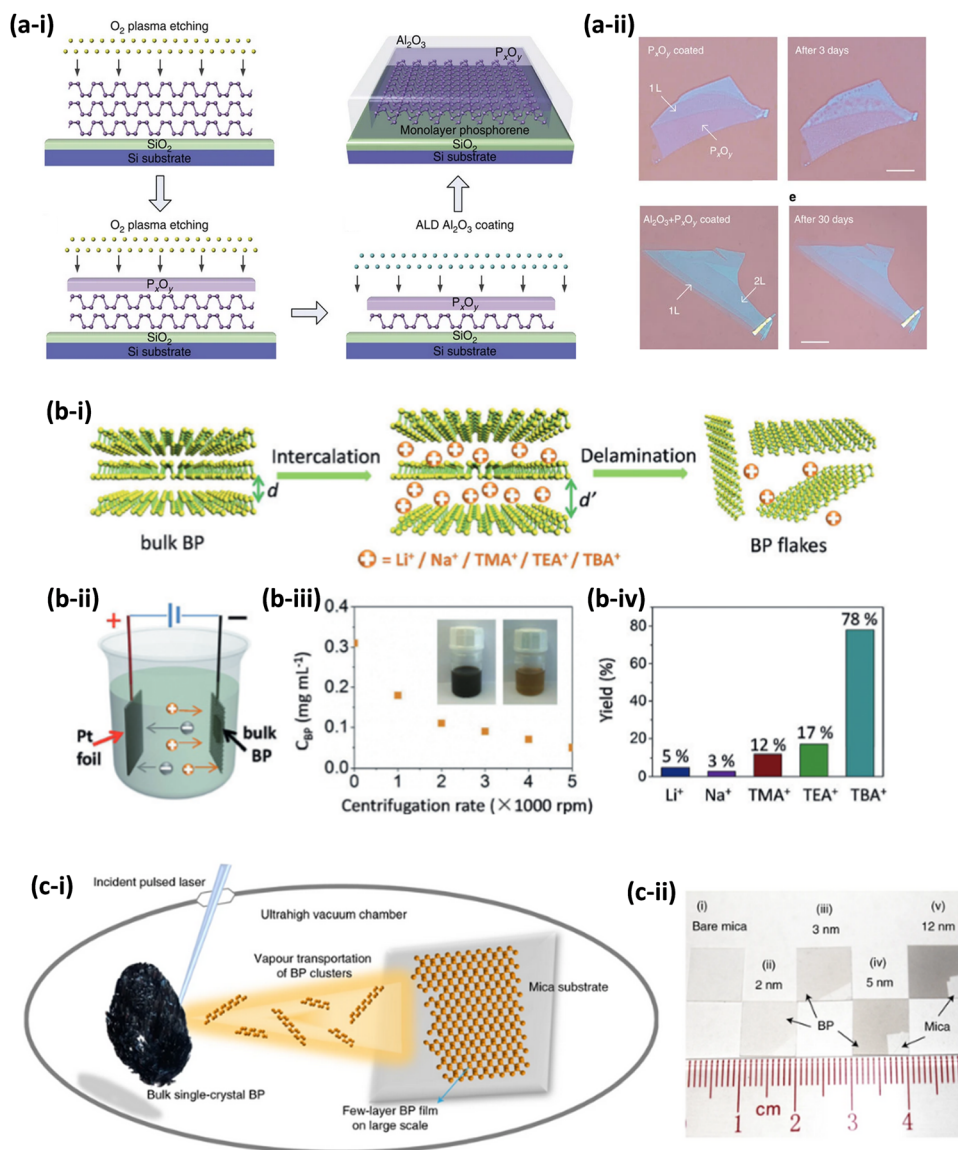 (a-i)
O₂ plasma etching
SiO₂
Si substrate
Al₂O₃
PₓOᵧ
Monolayer phosphorene
SiO₂
Si substrate
O₂ plasma etching
PₓOᵧ
SiO₂
Si substrate
ALD Al₂O₃ coating
PₓOᵧ
SiO₂
Si substrate
(a-ii)
PₓOᵧ coated
1L
PₓOᵧ
After 3 days
e
Al₂O₃+PₓOᵧ coated
1L
2L
After 30 days
(b-i)
Intercalation
Delamination
d
d'
bulk BP
BP flakes
= Li⁺ / Na⁺ / TMA⁺ / TEA⁺ / TBA⁺
(b-ii)
+
−
Pt
foil
bulk
BP
(b-iii)
C_BP (mg mL⁻¹)
0.4
0.3
0.2
0.1
0.0
0 1 2 3 4 5
Centrifugation rate (×1000 rpm)
(b-iv)
Yield (%)
80
60
40
20
0
5 %
3 %
12 %
17 %
78 %
Li⁺ Na⁺ TMA⁺ TEA⁺ TBA⁺
(c-i)
Incident pulsed laser
Ultrahigh vacuum chamber
Vapour transportation
of BP clusters
Mica substrate
Bulk single-crystal BP
Few-layer BP film
on large scale
(c-ii)
(i)
Bare mica
(ii)
2 nm
(iii)
3 nm
(iv)
5 nm
(v)
12 nm
BP
Mica
cm
1 2 3 4